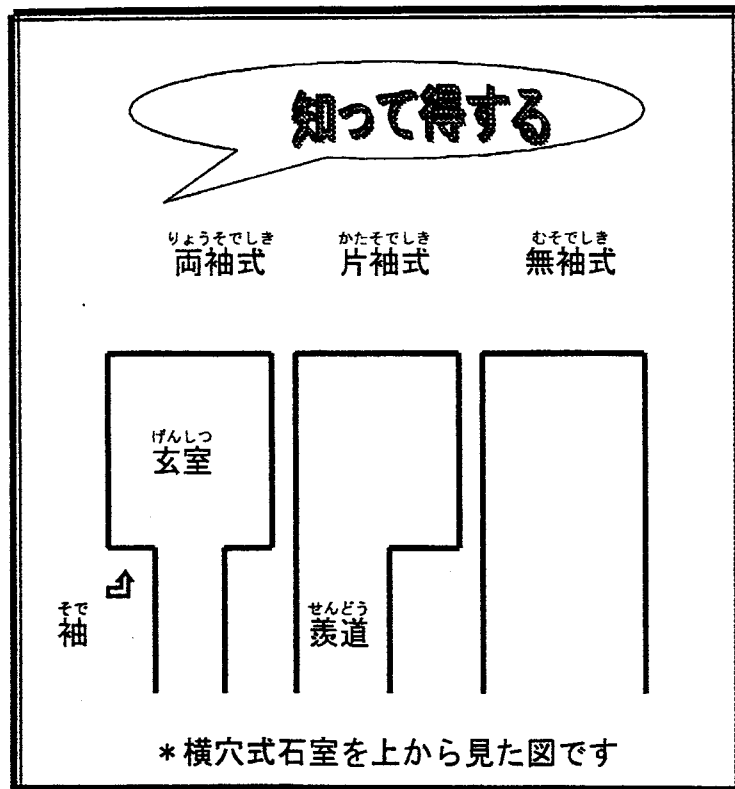 知って得する
りょうそでしき かたそでしき むそでしき
両袖式 片袖式 無袖式
げんしつ
玄室
そで
袖
せんどう
羨道
*横穴式石室を上から見た図です